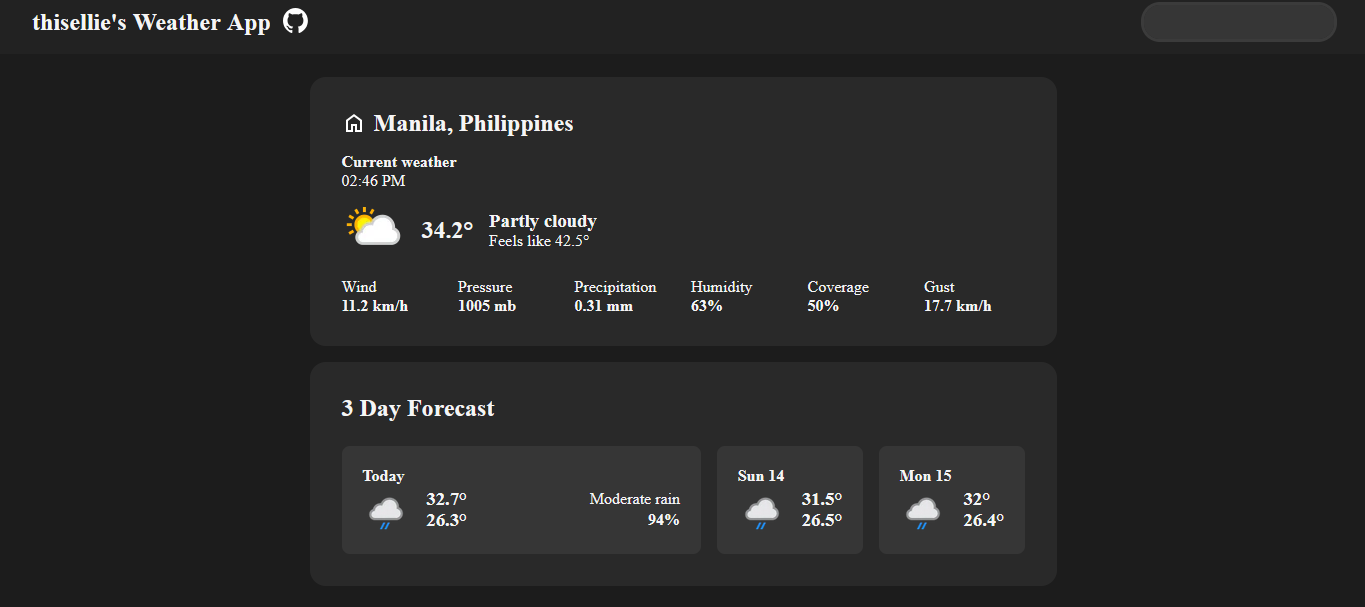 thisellie's Weather App
Manila, Philippines
Current weather
02:46 PM
34.2°
Partly cloudy
Feels like 42.5°
Wind
11.2 km/h
Pressure
1005 mb
Precipitation
0.31 mm
Humidity
63%
Coverage
50%
Gust
17.7 km/h
3 Day Forecast
Today
32.7°
26.3°
Moderate rain
94%
Sun 14
31.5°
26.5°
Mon 15
32°
26.4°